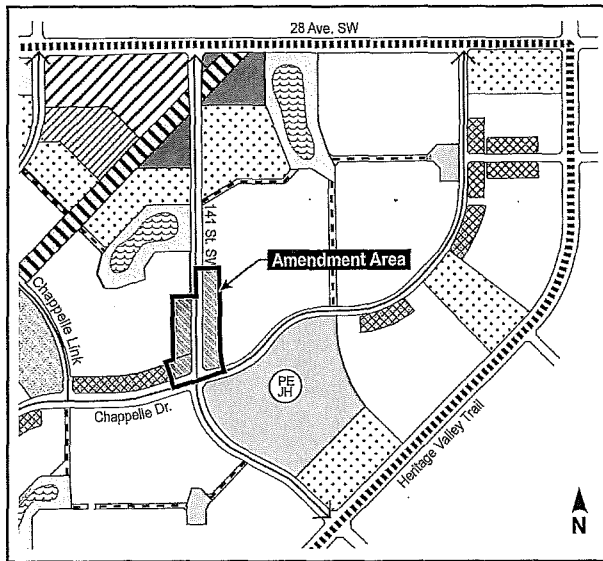 28 Ave. SW
141 St. SW
Amendment Area
Chappelle Link
PE
JH
Chappelle Dr.
Heritage Valley Trail
N